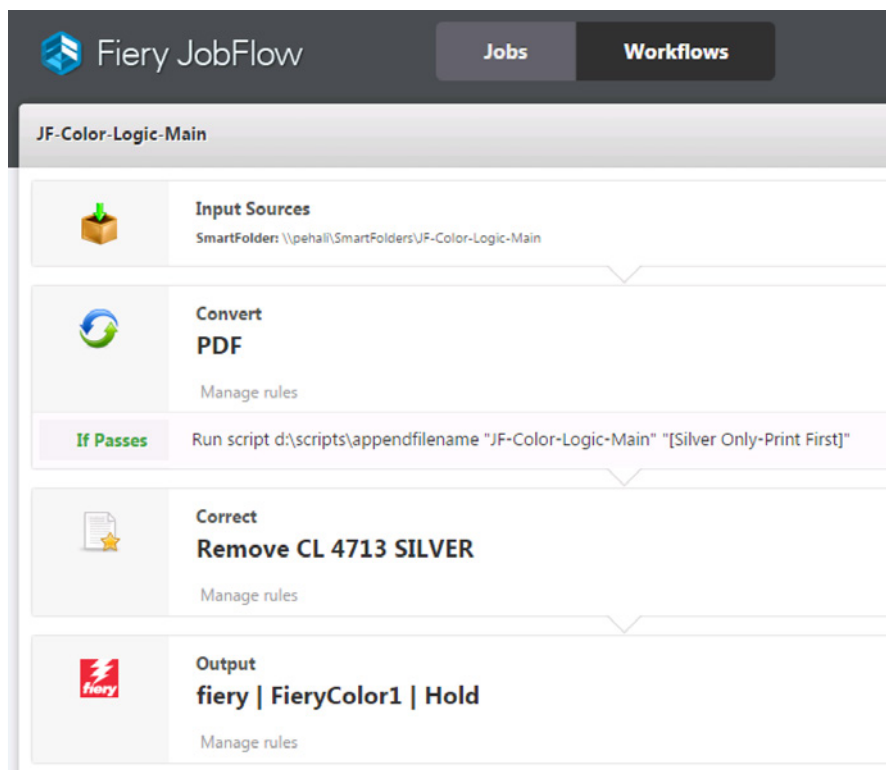 Fiery JobFlow
Jobs
Workflows
JF-Color-Logic-Main
Input Sources
SmartFolder: \\pehali\SmartFolders\JF-Color-Logic-Main
Convert
PDF
Manage rules
If Passes
Run script d:\scripts\appendfilename "JF-Color-Logic-Main" "[Silver Only-Print First]"
Correct
Remove CL 4713 SILVER
Manage rules
fiery
Output
fiery | FieryColor1 | Hold
Manage rules